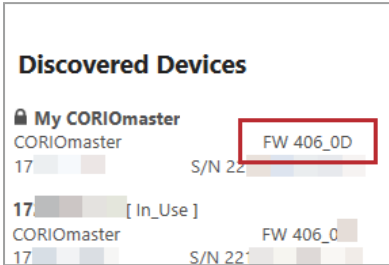 Discovered Devices
My CORIOmaster
CORIOmaster FW 406_0D
17 S/N 22
17. [ In_Use ]
CORIOmaster FW 406_0
17 S/N 22